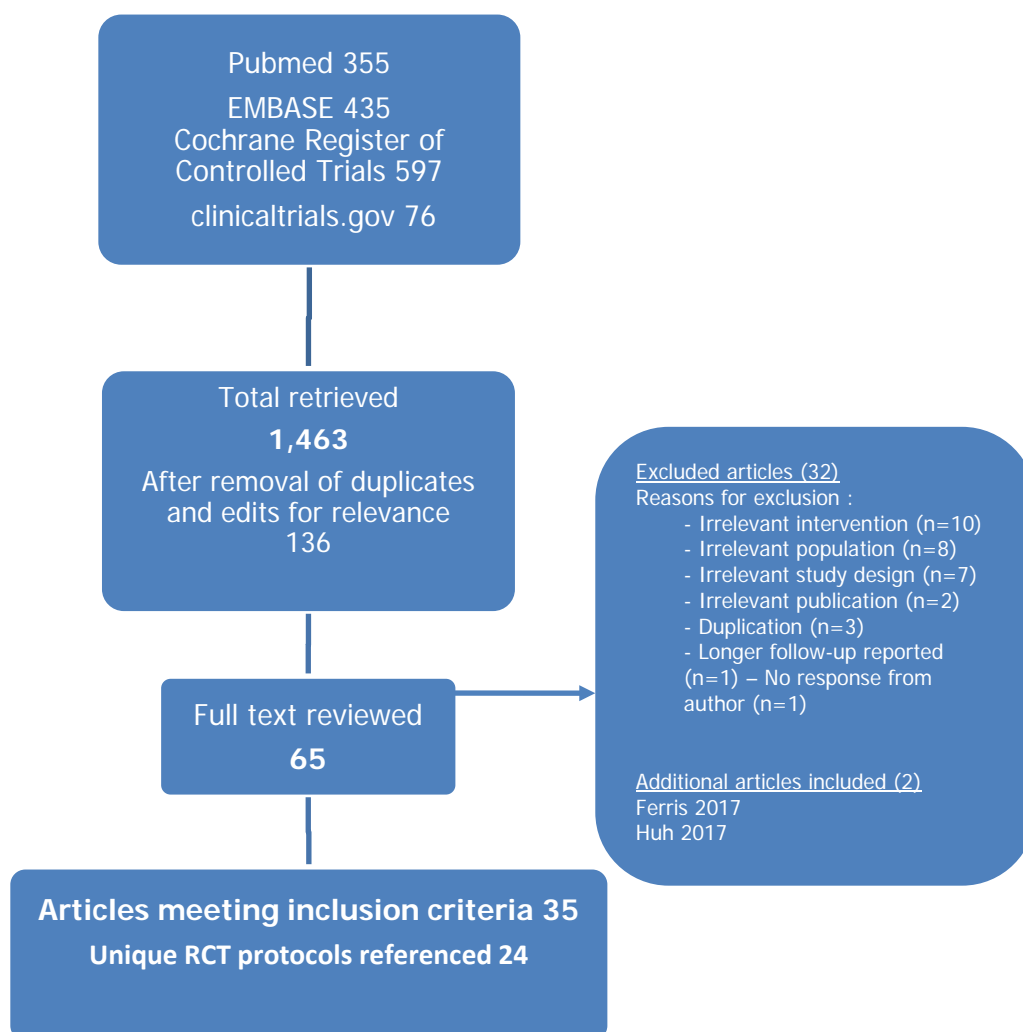 Pubmed 355
EMBASE 435
Cochrane Register of
Controlled Trials 597
clinicaltrials.gov 76
Total retrieved
1,463
After removal of duplicates
and edits for relevance
136
Full text reviewed
65
Excluded articles (32)
Reasons for exclusion :
- Irrelevant intervention (n=10)
- Irrelevant population (n=8)
- Irrelevant study design (n=7)
- Irrelevant publication (n=2)
- Duplication (n=3)
- Longer follow-up reported
(n=1) – No response from
author (n=1)
Additional articles included (2)
Ferris 2017
Huh 2017
Articles meeting inclusion criteria 35
Unique RCT protocols referenced 24